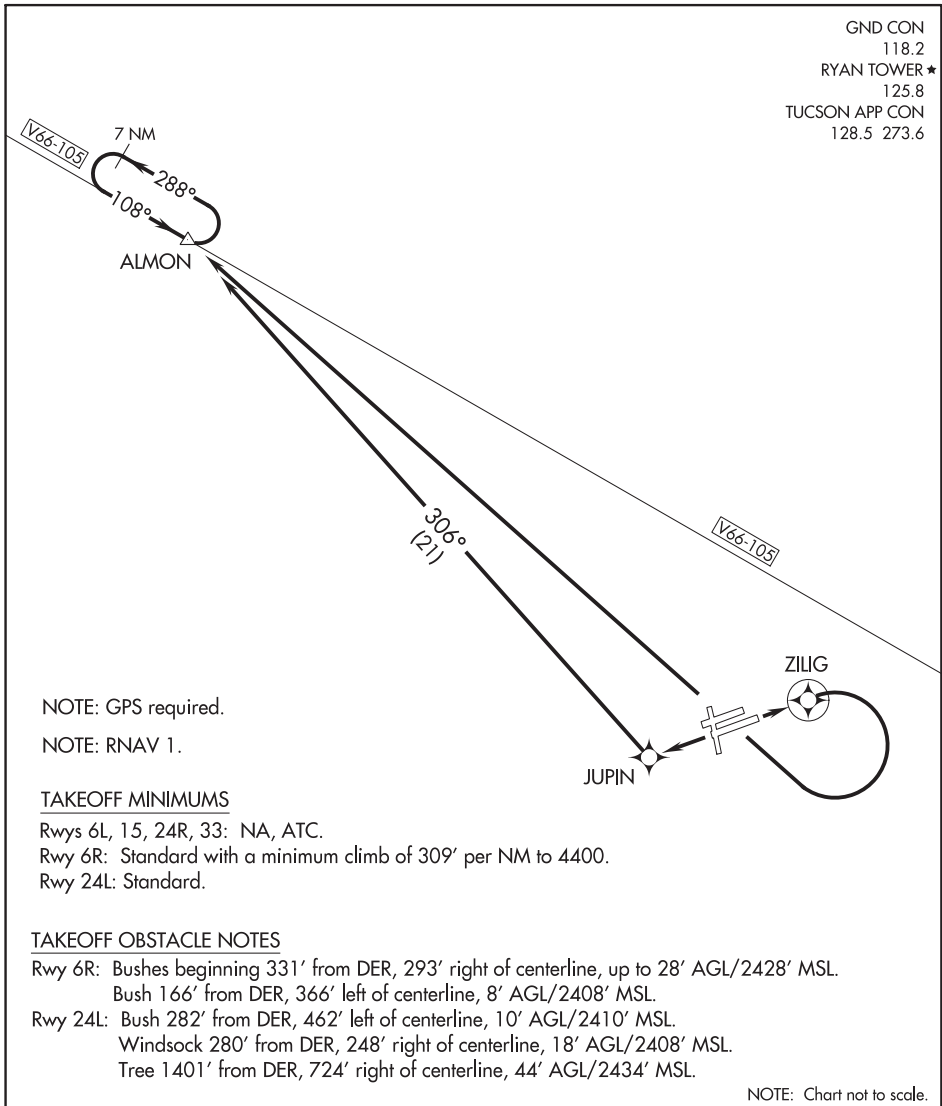 GND CON
118.2
RYAN TOWER ★
125.8
TUCSON APP CON
128.5 273.6
V66-105
7 NM
288°
108°
ALMON
306°
(21)
V66-105
ZILIG
JUPIN
NOTE: GPS required.
NOTE: RNAV 1.
TAKEOFF MINIMUMS
Rwys 6L, 15, 24R, 33: NA, ATC.
Rwy 6R: Standard with a minimum climb of 309' per NM to 4400.
Rwy 24L: Standard.
TAKEOFF OBSTACLE NOTES
Rwy 6R: Bushes beginning 331' from DER, 293' right of centerline, up to 28' AGL/2428' MSL.
Bush 166' from DER, 366' left of centerline, 8' AGL/2408' MSL.
Rwy 24L: Bush 282' from DER, 462' left of centerline, 10' AGL/2410' MSL.
Windsock 280' from DER, 248' right of centerline, 18' AGL/2408' MSL.
Tree 1401' from DER, 724' right of centerline, 44' AGL/2434' MSL.
NOTE: Chart not to scale.